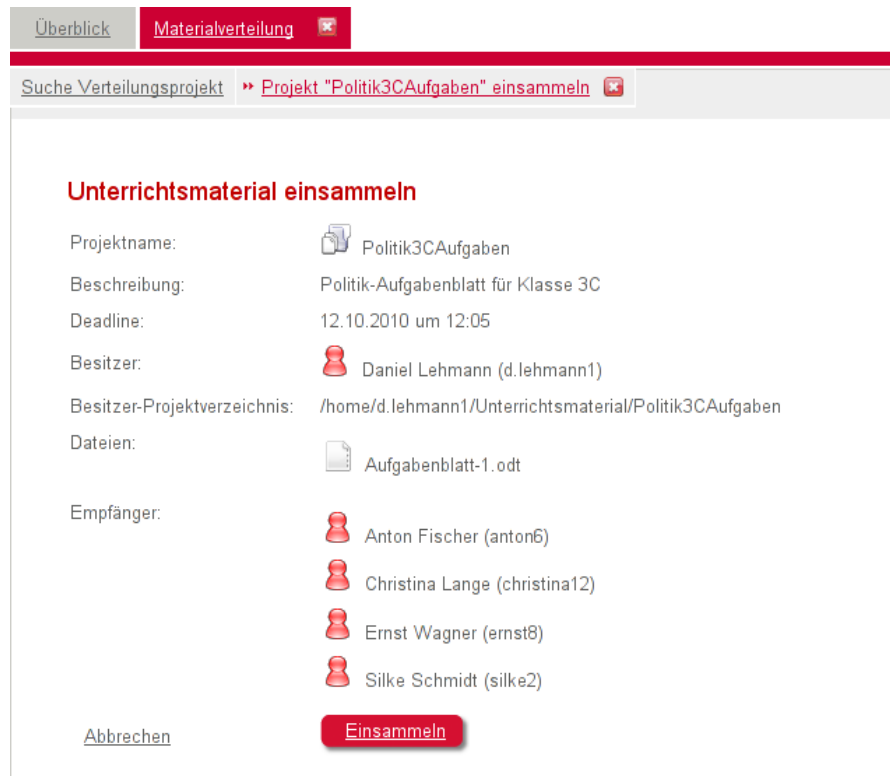 Überblick Materialverteilung
Suche Verteilungsprojekt Projekt "Politik3CAufgaben" einsammeln
Unterrichtsmaterial einsammeln
Projektname: Politik3CAufgaben
Beschreibung: Politik-Aufgabenblatt für Klasse 3C
Deadline: 12.10.2010 um 12:05
Besitzer: Daniel Lehmann (d.lehmann1)
Besitzer-Projektverzeichnis: /home/d.lehmann1/Unterrichtsmaterial/Politik3CAufgaben
Dateien: Aufgabenblatt-1.odt
Empfänger: Anton Fischer (anton6)
Christina Lange (christina12)
Ernst Wagner (ernst8)
Silke Schmidt (silke2)
Abbrechen Einsammeln